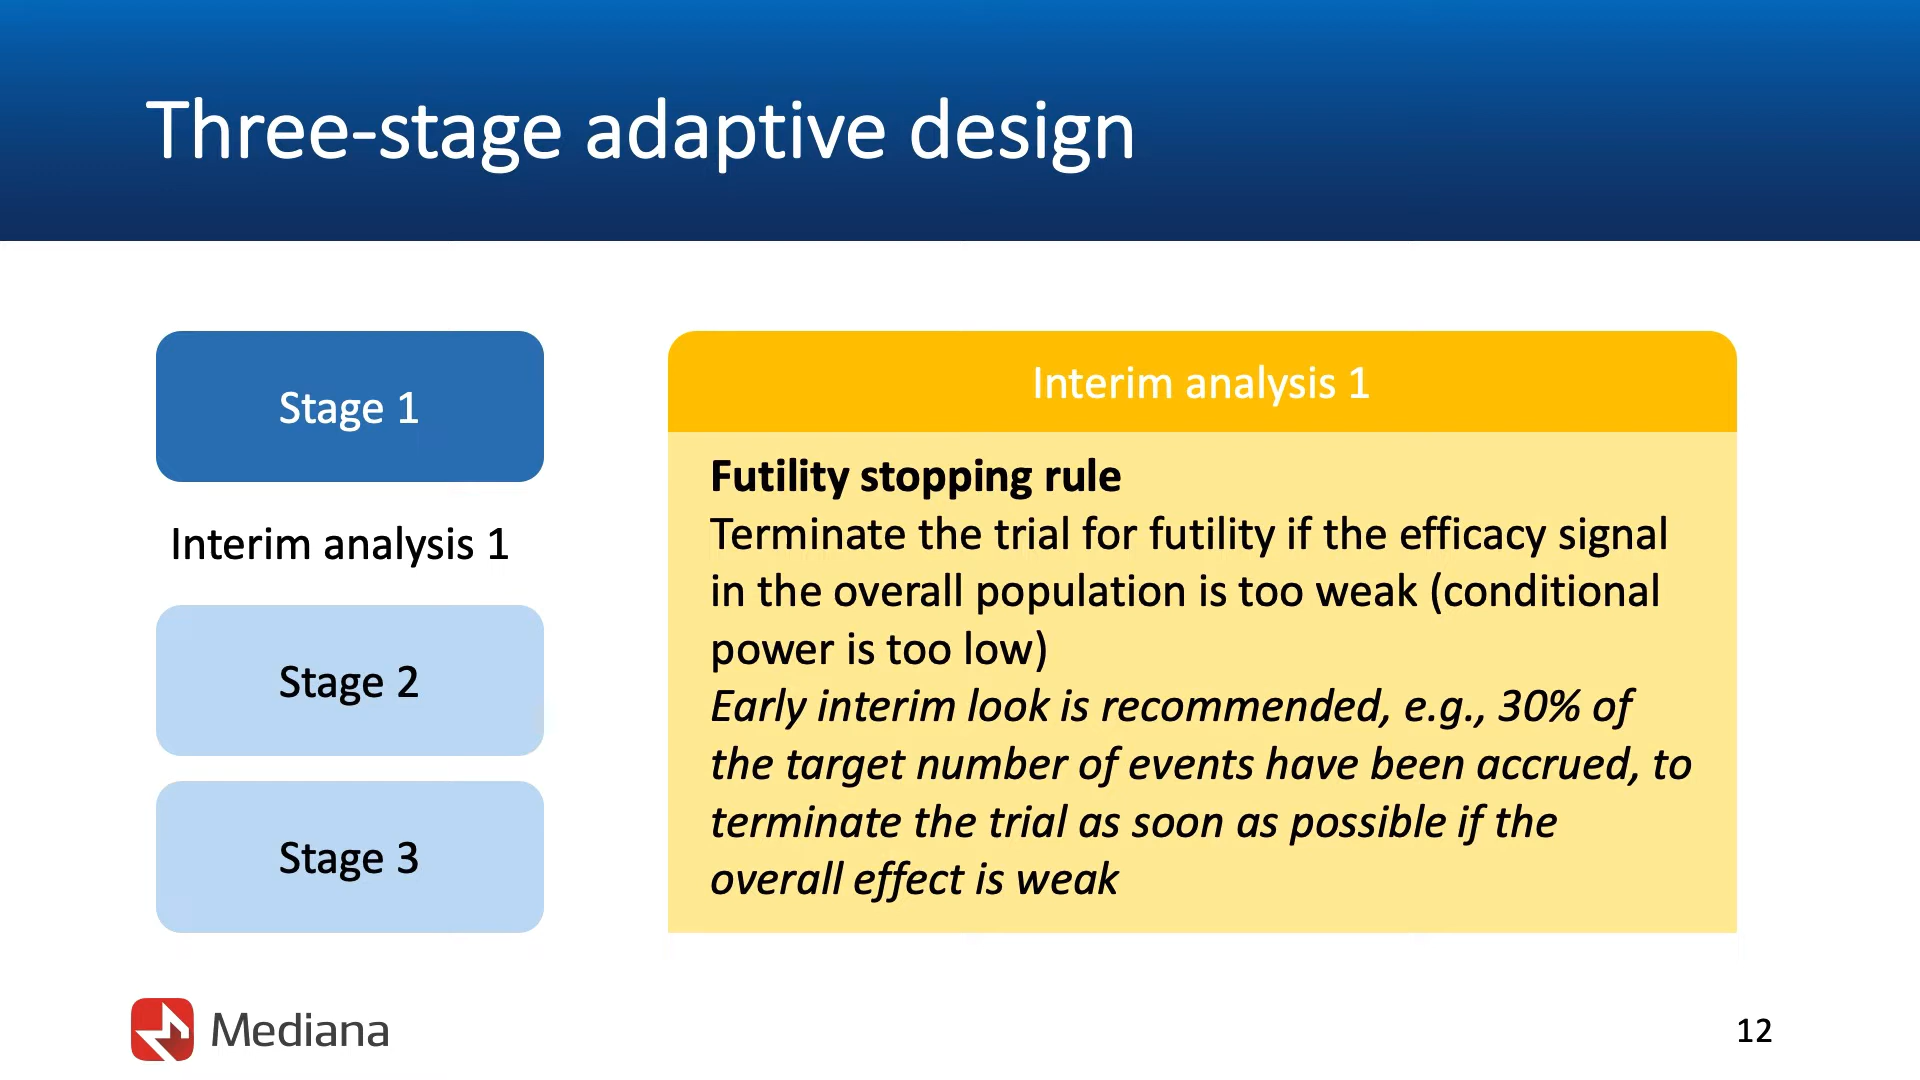 Three-stage adaptive design
Stage 1
Interim analysis 1
Stage 2
Stage 3
Interim analysis 1
Futility stopping rule
Terminate the trial for futility if the efficacy signal
in the overall population is too weak (conditional
power is too low)
Early interim look is recommended, e.g., 30% of
the target number of events have been accrued, to
terminate the trial as soon as possible if the
overall effect is weak
Mediana
12